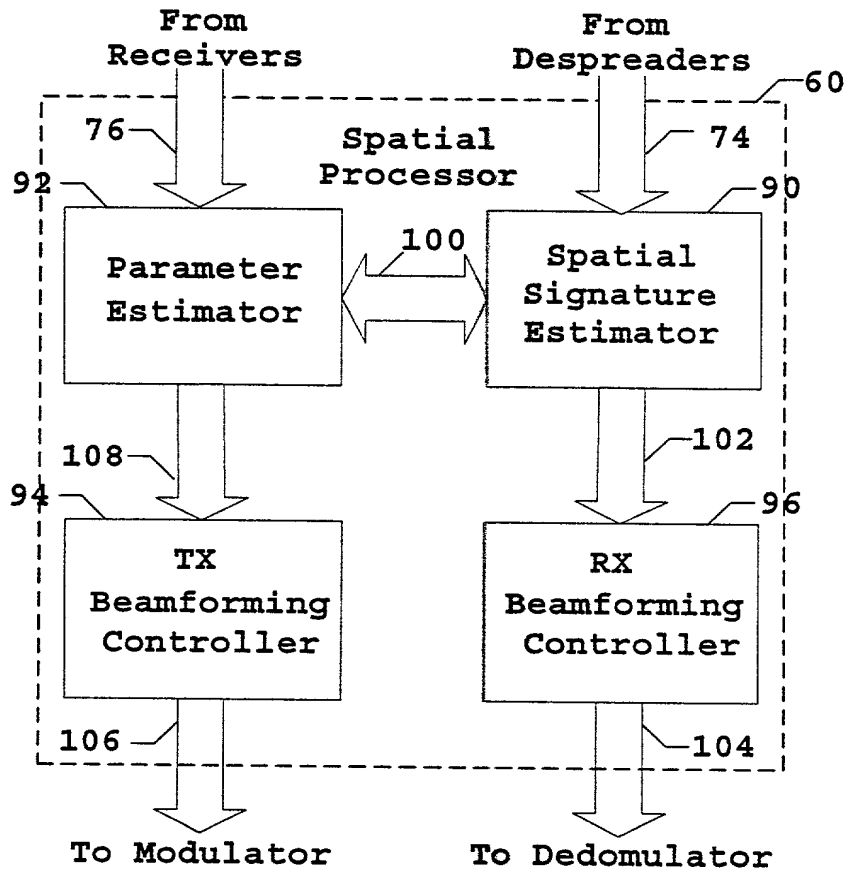 From
Receivers
From
Despreaders
60
76
Spatial
Processor
74
92
90
Parameter
Estimator
100
Spatial
Signature
Estimator
108
102
94
96
TX
Beamforming
Controller
RX
Beamforming
Controller
106
104
To Modulator
To Dedomulator